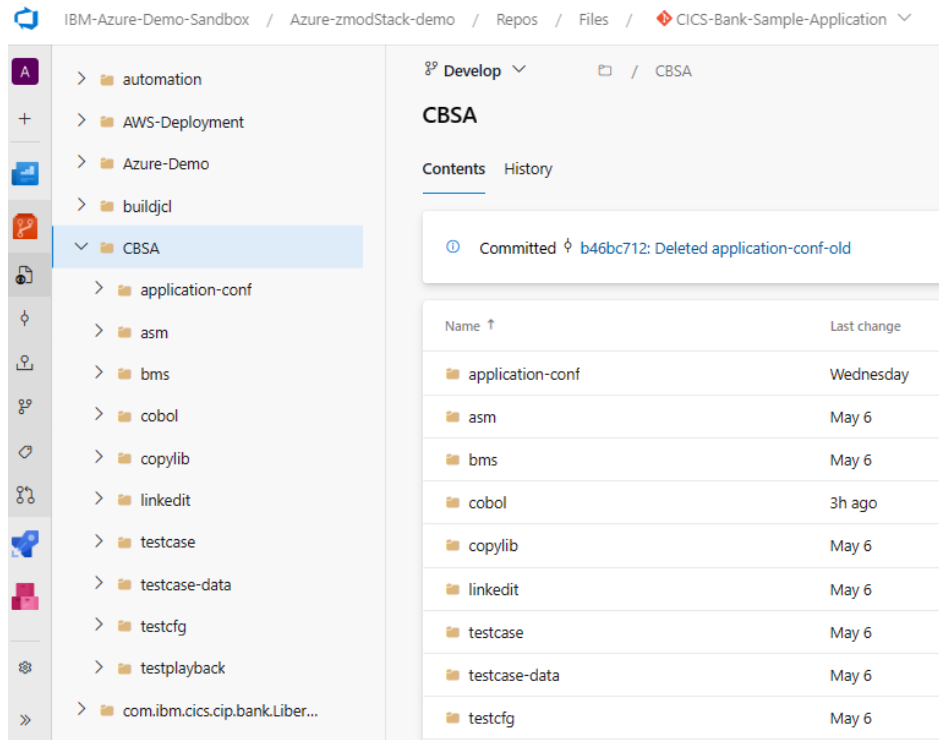 IBM-Azure-Demo-Sandbox / Azure-zmodStack-demo / Repos / Files / CICS-Bank-Sample-Application
A
automation
AWS-Deployment
Azure-Demo
buildjcl
CBSA
application-conf
asm
bms
cobol
copylib
linkedit
testcase
testcase-data
testcfg
testplayback
com.ibm.cics.cip.bank.Liber...
Develop / CBSA
CBSA
Contents History
Committed b46bc712: Deleted application-conf-old
Name ↑ Last change
application-conf Wednesday
asm May 6
bms May 6
cobol 3h ago
copylib May 6
linkedit May 6
testcase May 6
testcase-data May 6
testcfg May 6